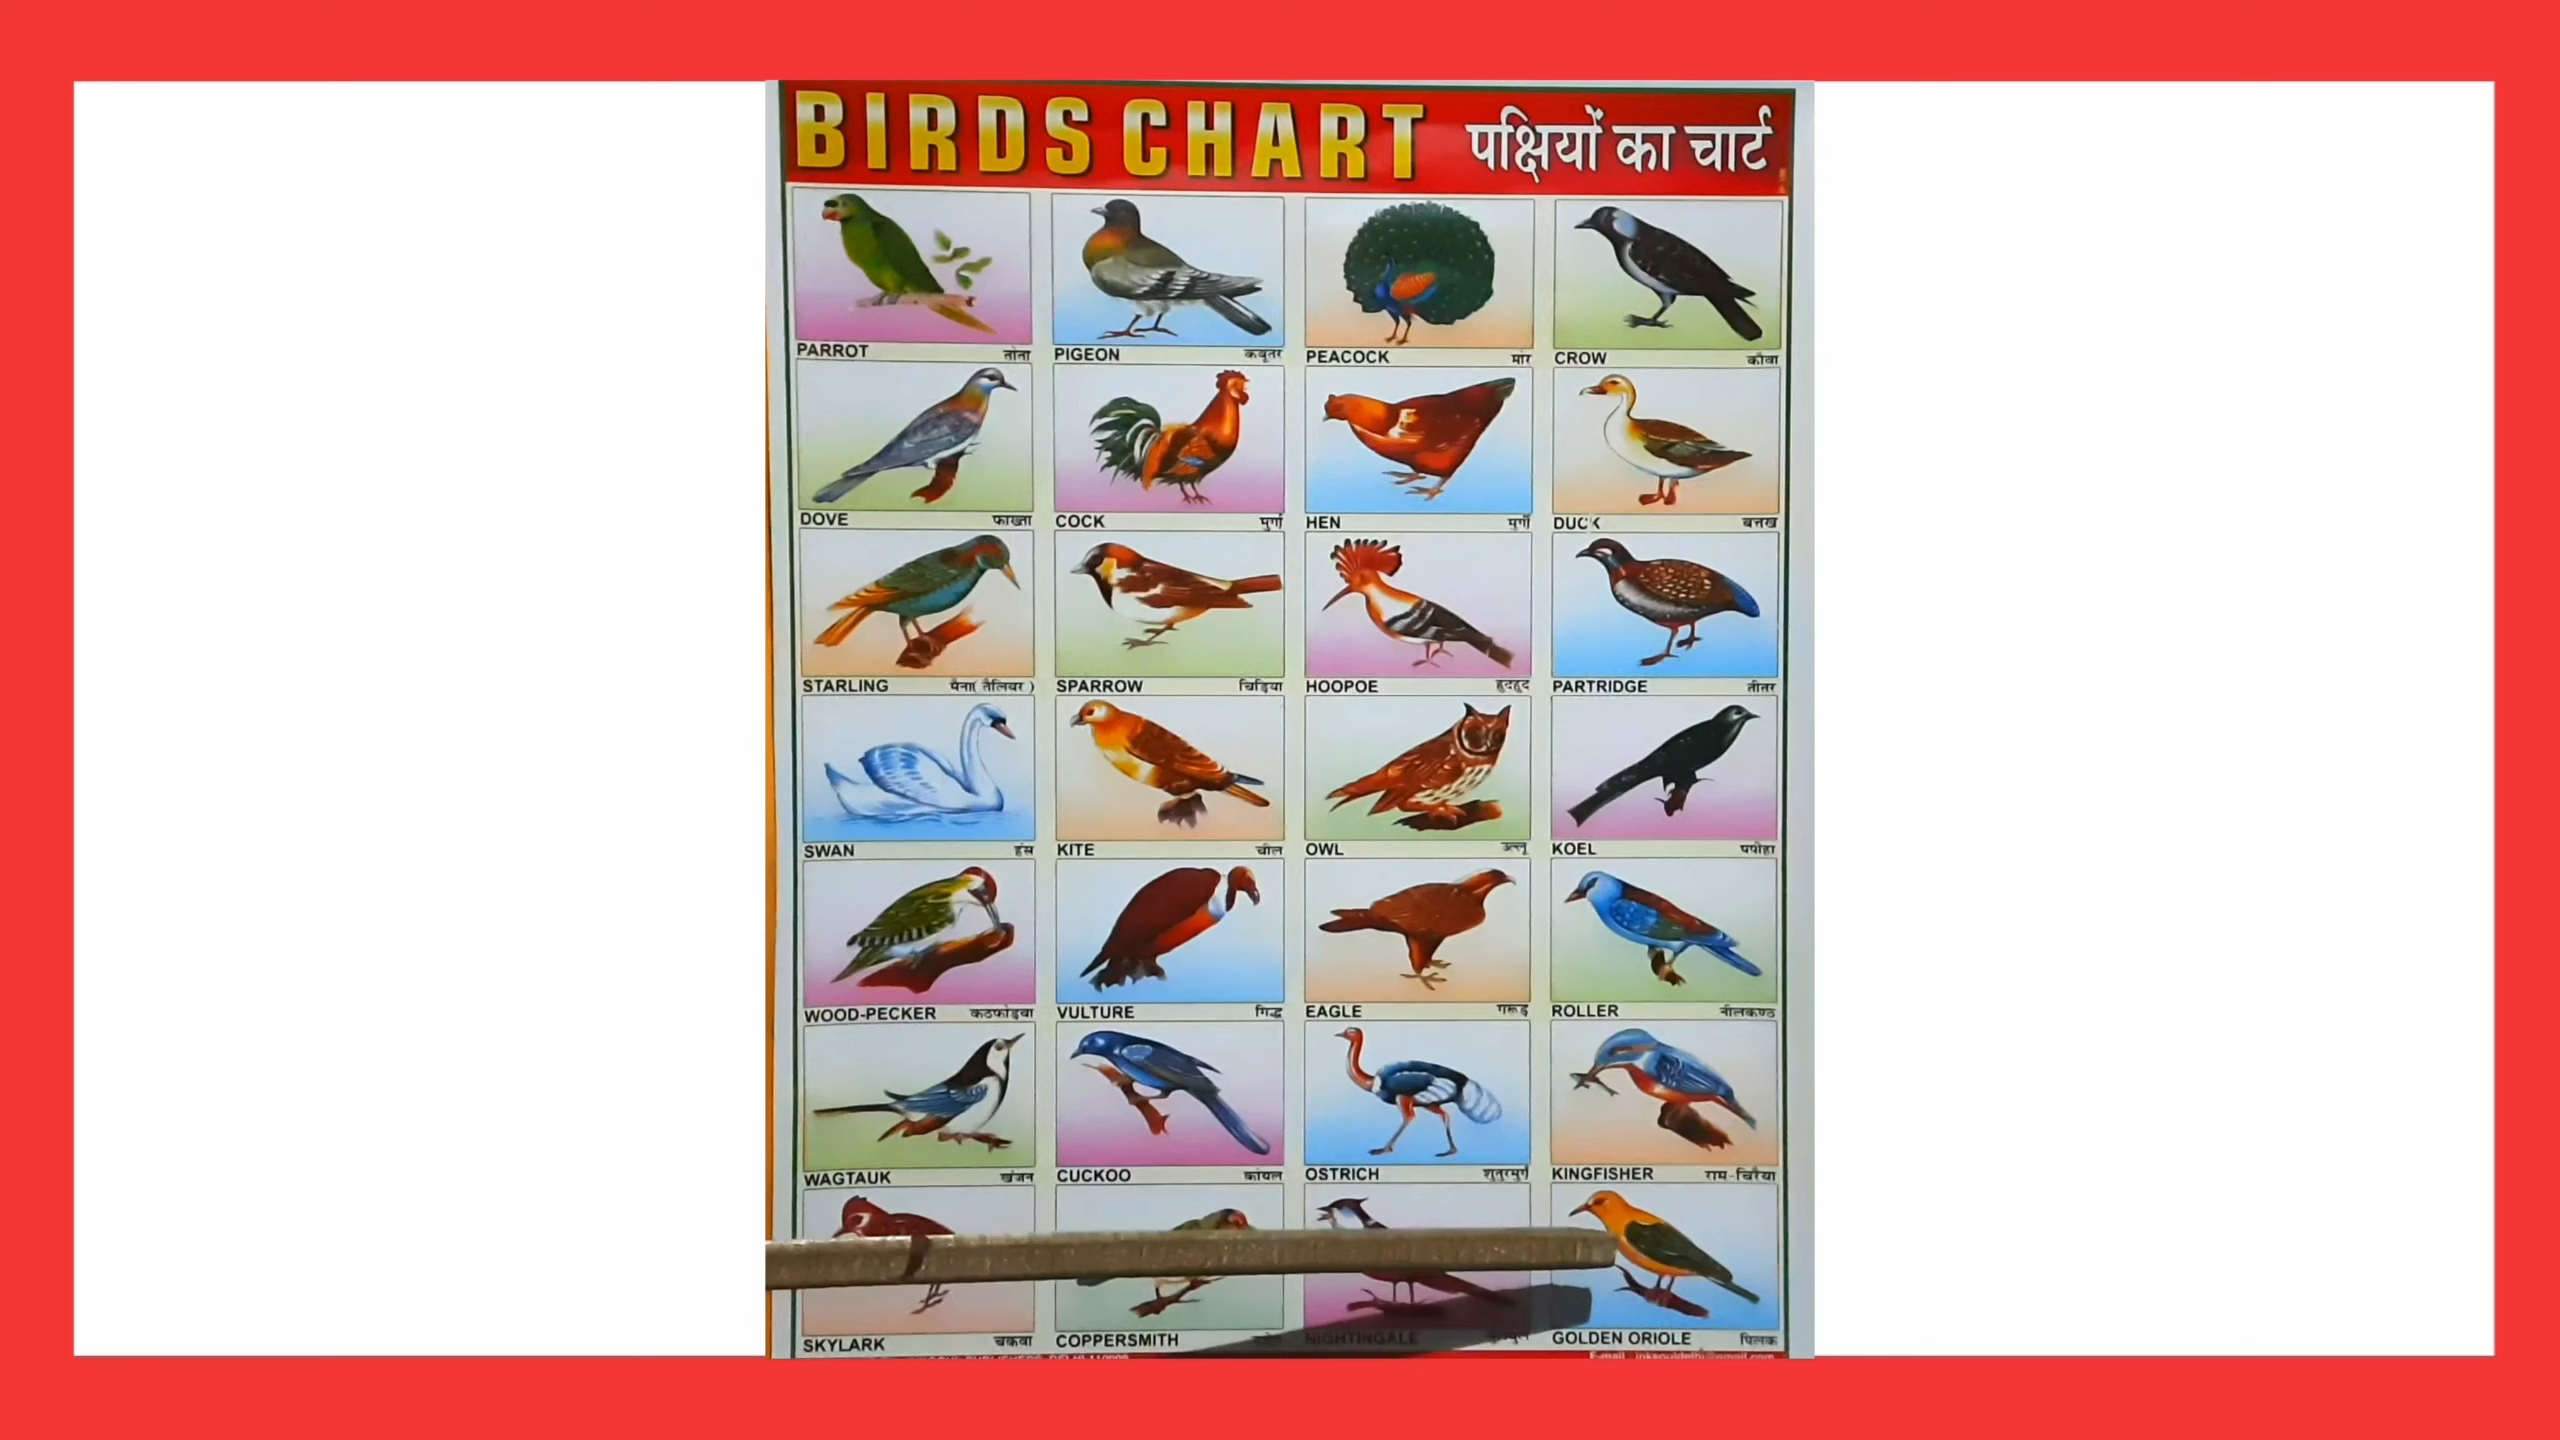 BIRDS CHART पक्षियों का चार्ट
PARROT तोता PIGEON कबूतर PEACOCK मोर CROW कौवा
DOVE फाख्ता COCK मुर्गा HEN मुर्गी DUCK बत्तख
STARLING मैना( तैलियर ) SPARROW चिड़िया HOOPOE हुदहुद PARTRIDGE तीतर
SWAN हंस KITE चील OWL उल्लू KOEL पपीहा
WOOD-PECKER कठफोड़वा VULTURE गिद्ध EAGLE गरूड़ ROLLER नीलकण्ठ
WAGTAUK खंजन CUCKOO कोयल OSTRICH शुतुरमुर्ग KINGFISHER राम-चिरैया
SKYLARK चकवा COPPERSMITH NIGHTINGALE GOLDEN ORIOLE पिलक